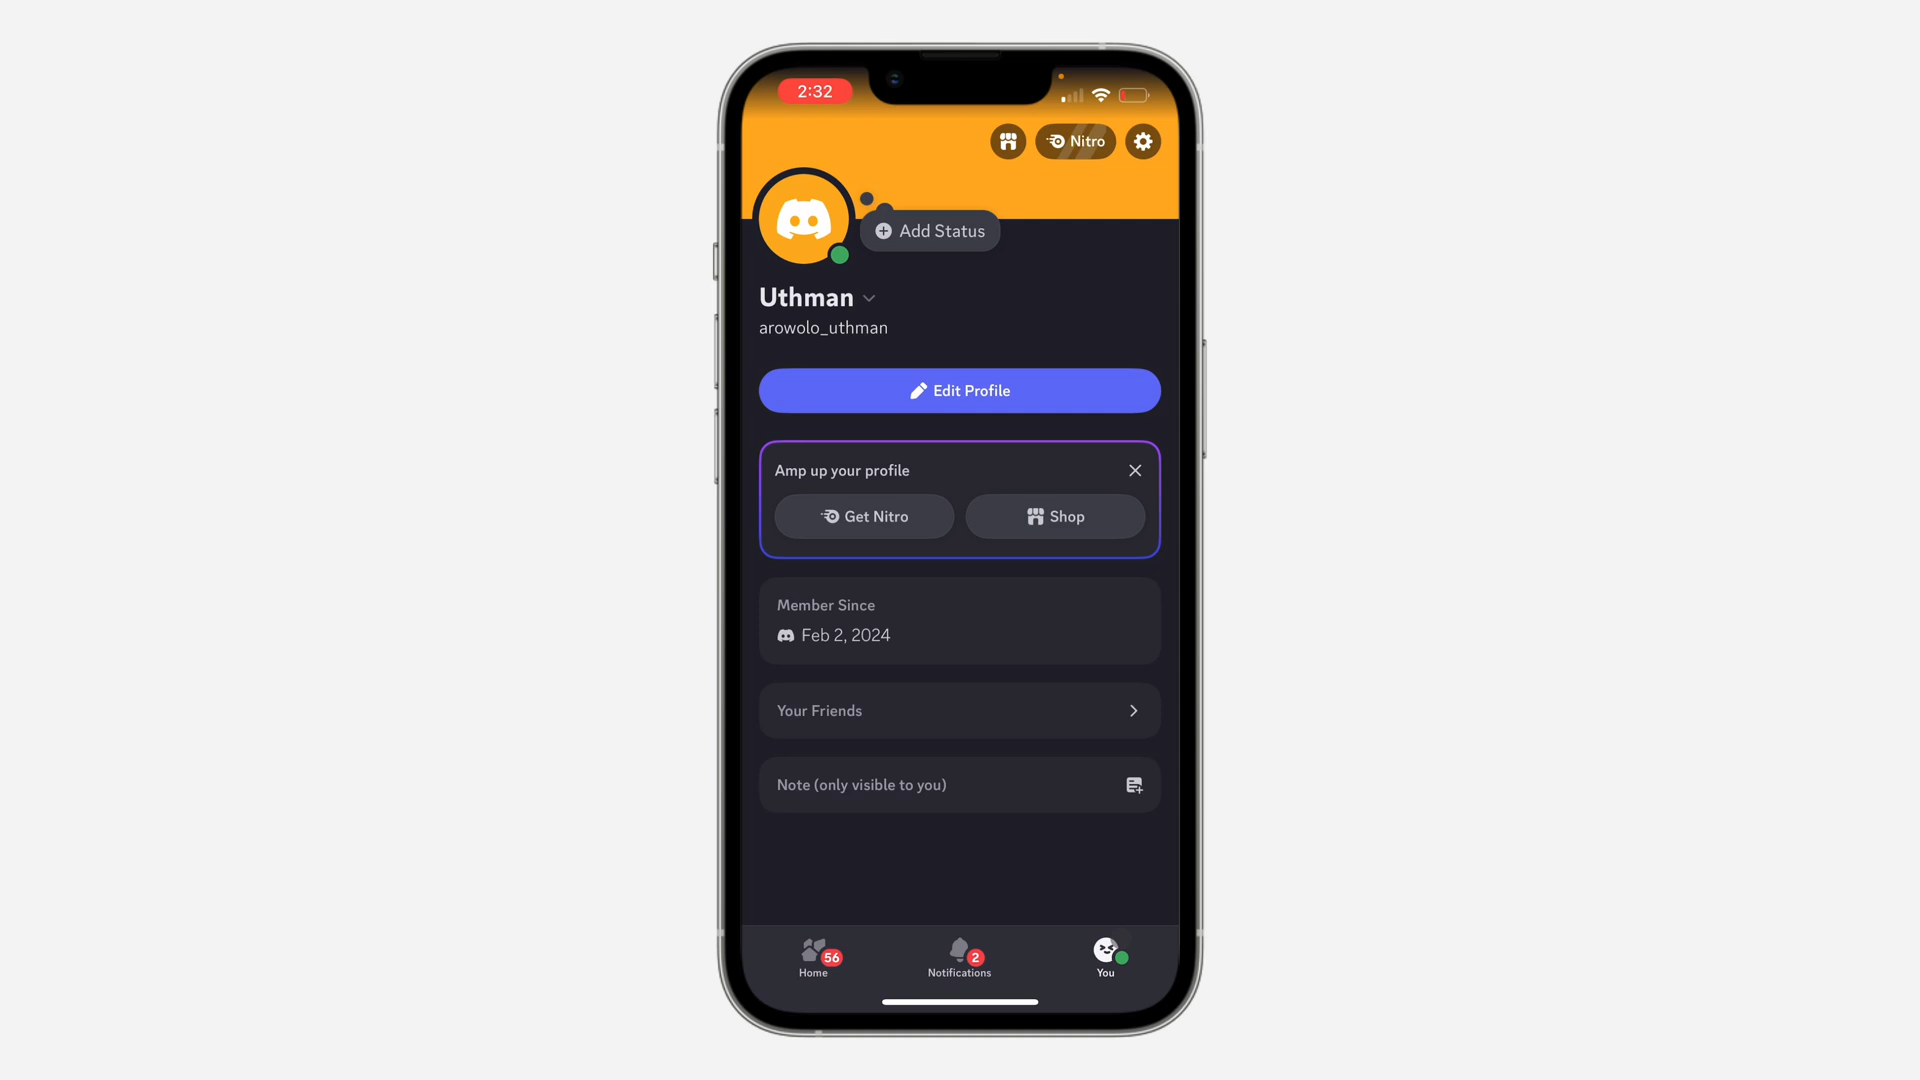 2:32
Nitro
Add Status
Uthman
arowolo_uthman
Edit Profile
Amp up your profile
Get Nitro
Shop
Member Since
Feb 2, 2024
Your Friends
Note (only visible to you)
56
2
Home
Notifications
You